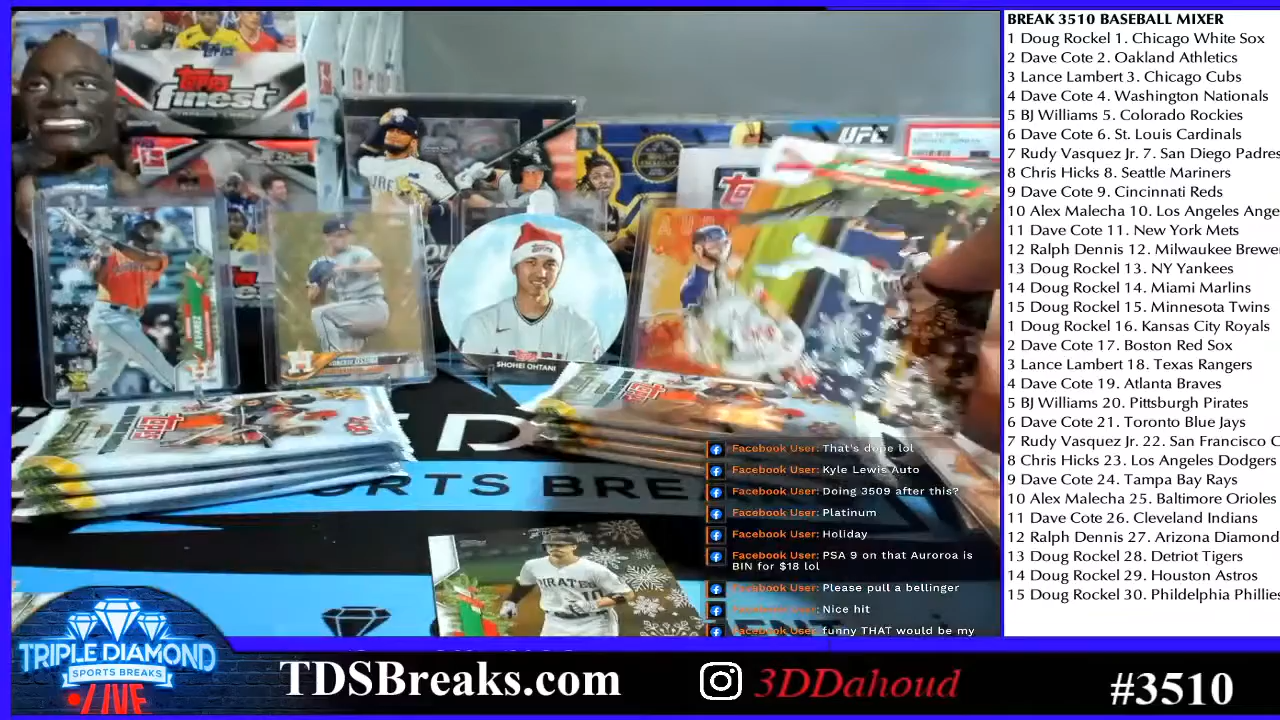 BREAK 3510 BASEBALL MIXER
1 Doug Rockel 1. Chicago White Sox
2 Dave Cote 2. Oakland Athletics
3 Lance Lambert 3. Chicago Cubs
4 Dave Cote 4. Washington Nationals
5 BJ Williams 5. Colorado Rockies
6 Dave Cote 6. St. Louis Cardinals
7 Rudy Vasquez Jr. 7. San Diego Padres
8 Chris Hicks 8. Seattle Mariners
9 Dave Cote 9. Cincinnati Reds
10 Alex Malecha 10. Los Angeles Ange
11 Dave Cote 11. New York Mets
12 Ralph Dennis 12. Milwaukee Brewe
13 Doug Rockel 13. NY Yankees
14 Doug Rockel 14. Miami Marlins
15 Doug Rockel 15. Minnesota Twins
1 Doug Rockel 16. Kansas City Royals
2 Dave Cote 17. Boston Red Sox
3 Lance Lambert 18. Texas Rangers
4 Dave Cote 19. Atlanta Braves
5 BJ Williams 20. Pittsburgh Pirates
6 Dave Cote 21. Toronto Blue Jays
7 Rudy Vasquez Jr. 22. San Francisco
8 Chris Hicks 23. Los Angeles Dodgers
9 Dave Cote 24. Tampa Bay Rays
10 Alex Malecha 25. Baltimore Orioles
11 Dave Cote 26. Cleveland Indians
12 Ralph Dennis 27. Arizona Diamond
13 Doug Rockel 28. Detriot Tigers
14 Doug Rockel 29. Houston Astros
15 Doug Rockel 30. Phildelphia Phillies
Topps
finest
UFC
ALVAREZ
SHOHEI OHTANI
Topps
2020
D
ORTS BREA
PIRATES
Facebook User: That's dope lol
Facebook User: Kyle Lewis Auto
Facebook User: Doing 3509 after this?
Facebook User: Platinum
Facebook User: Holiday
Facebook User: PSA 9 on that Auroroa is
BIN for $18 lol
Facebook User: Please pull a bellinger
Facebook User: Nice hit
Facebook User: funny THAT would be my
TRIPLE DIAMOND
SPORTS BREAKS
LIVE
TDSBreaks.com
3DDahoud
#3510